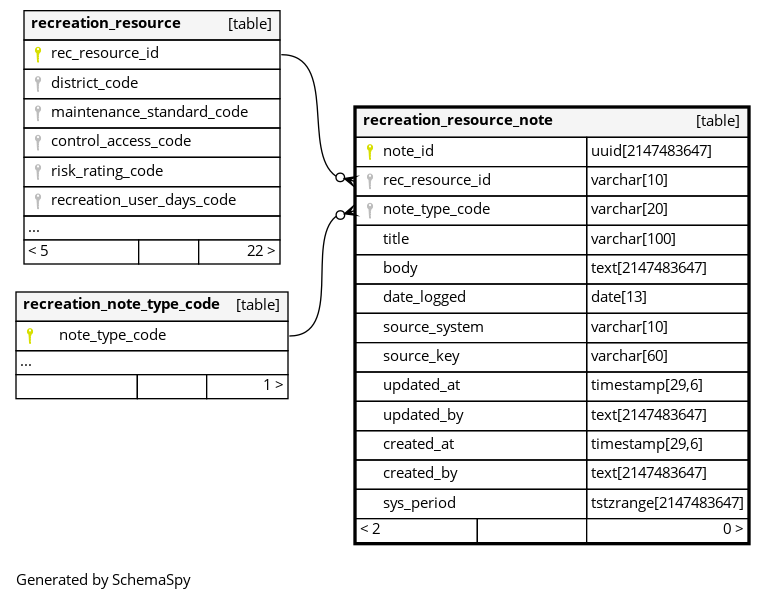 recreation_resource [table]
rec_resource_id
district_code
maintenance_standard_code
control_access_code
risk_rating_code
recreation_user_days_code
...
< 5 22 >
recreation_note_type_code [table]
note_type_code
...
1 >
recreation_resource_note [table]
note_id uuid[2147483647]
rec_resource_id varchar[10]
note_type_code varchar[20]
title varchar[100]
body text[2147483647]
date_logged date[13]
source_system varchar[10]
source_key varchar[60]
updated_at timestamp[29,6]
updated_by text[2147483647]
created_at timestamp[29,6]
created_by text[2147483647]
sys_period tstzrange[2147483647]
< 2 0 >
Generated by SchemaSpy